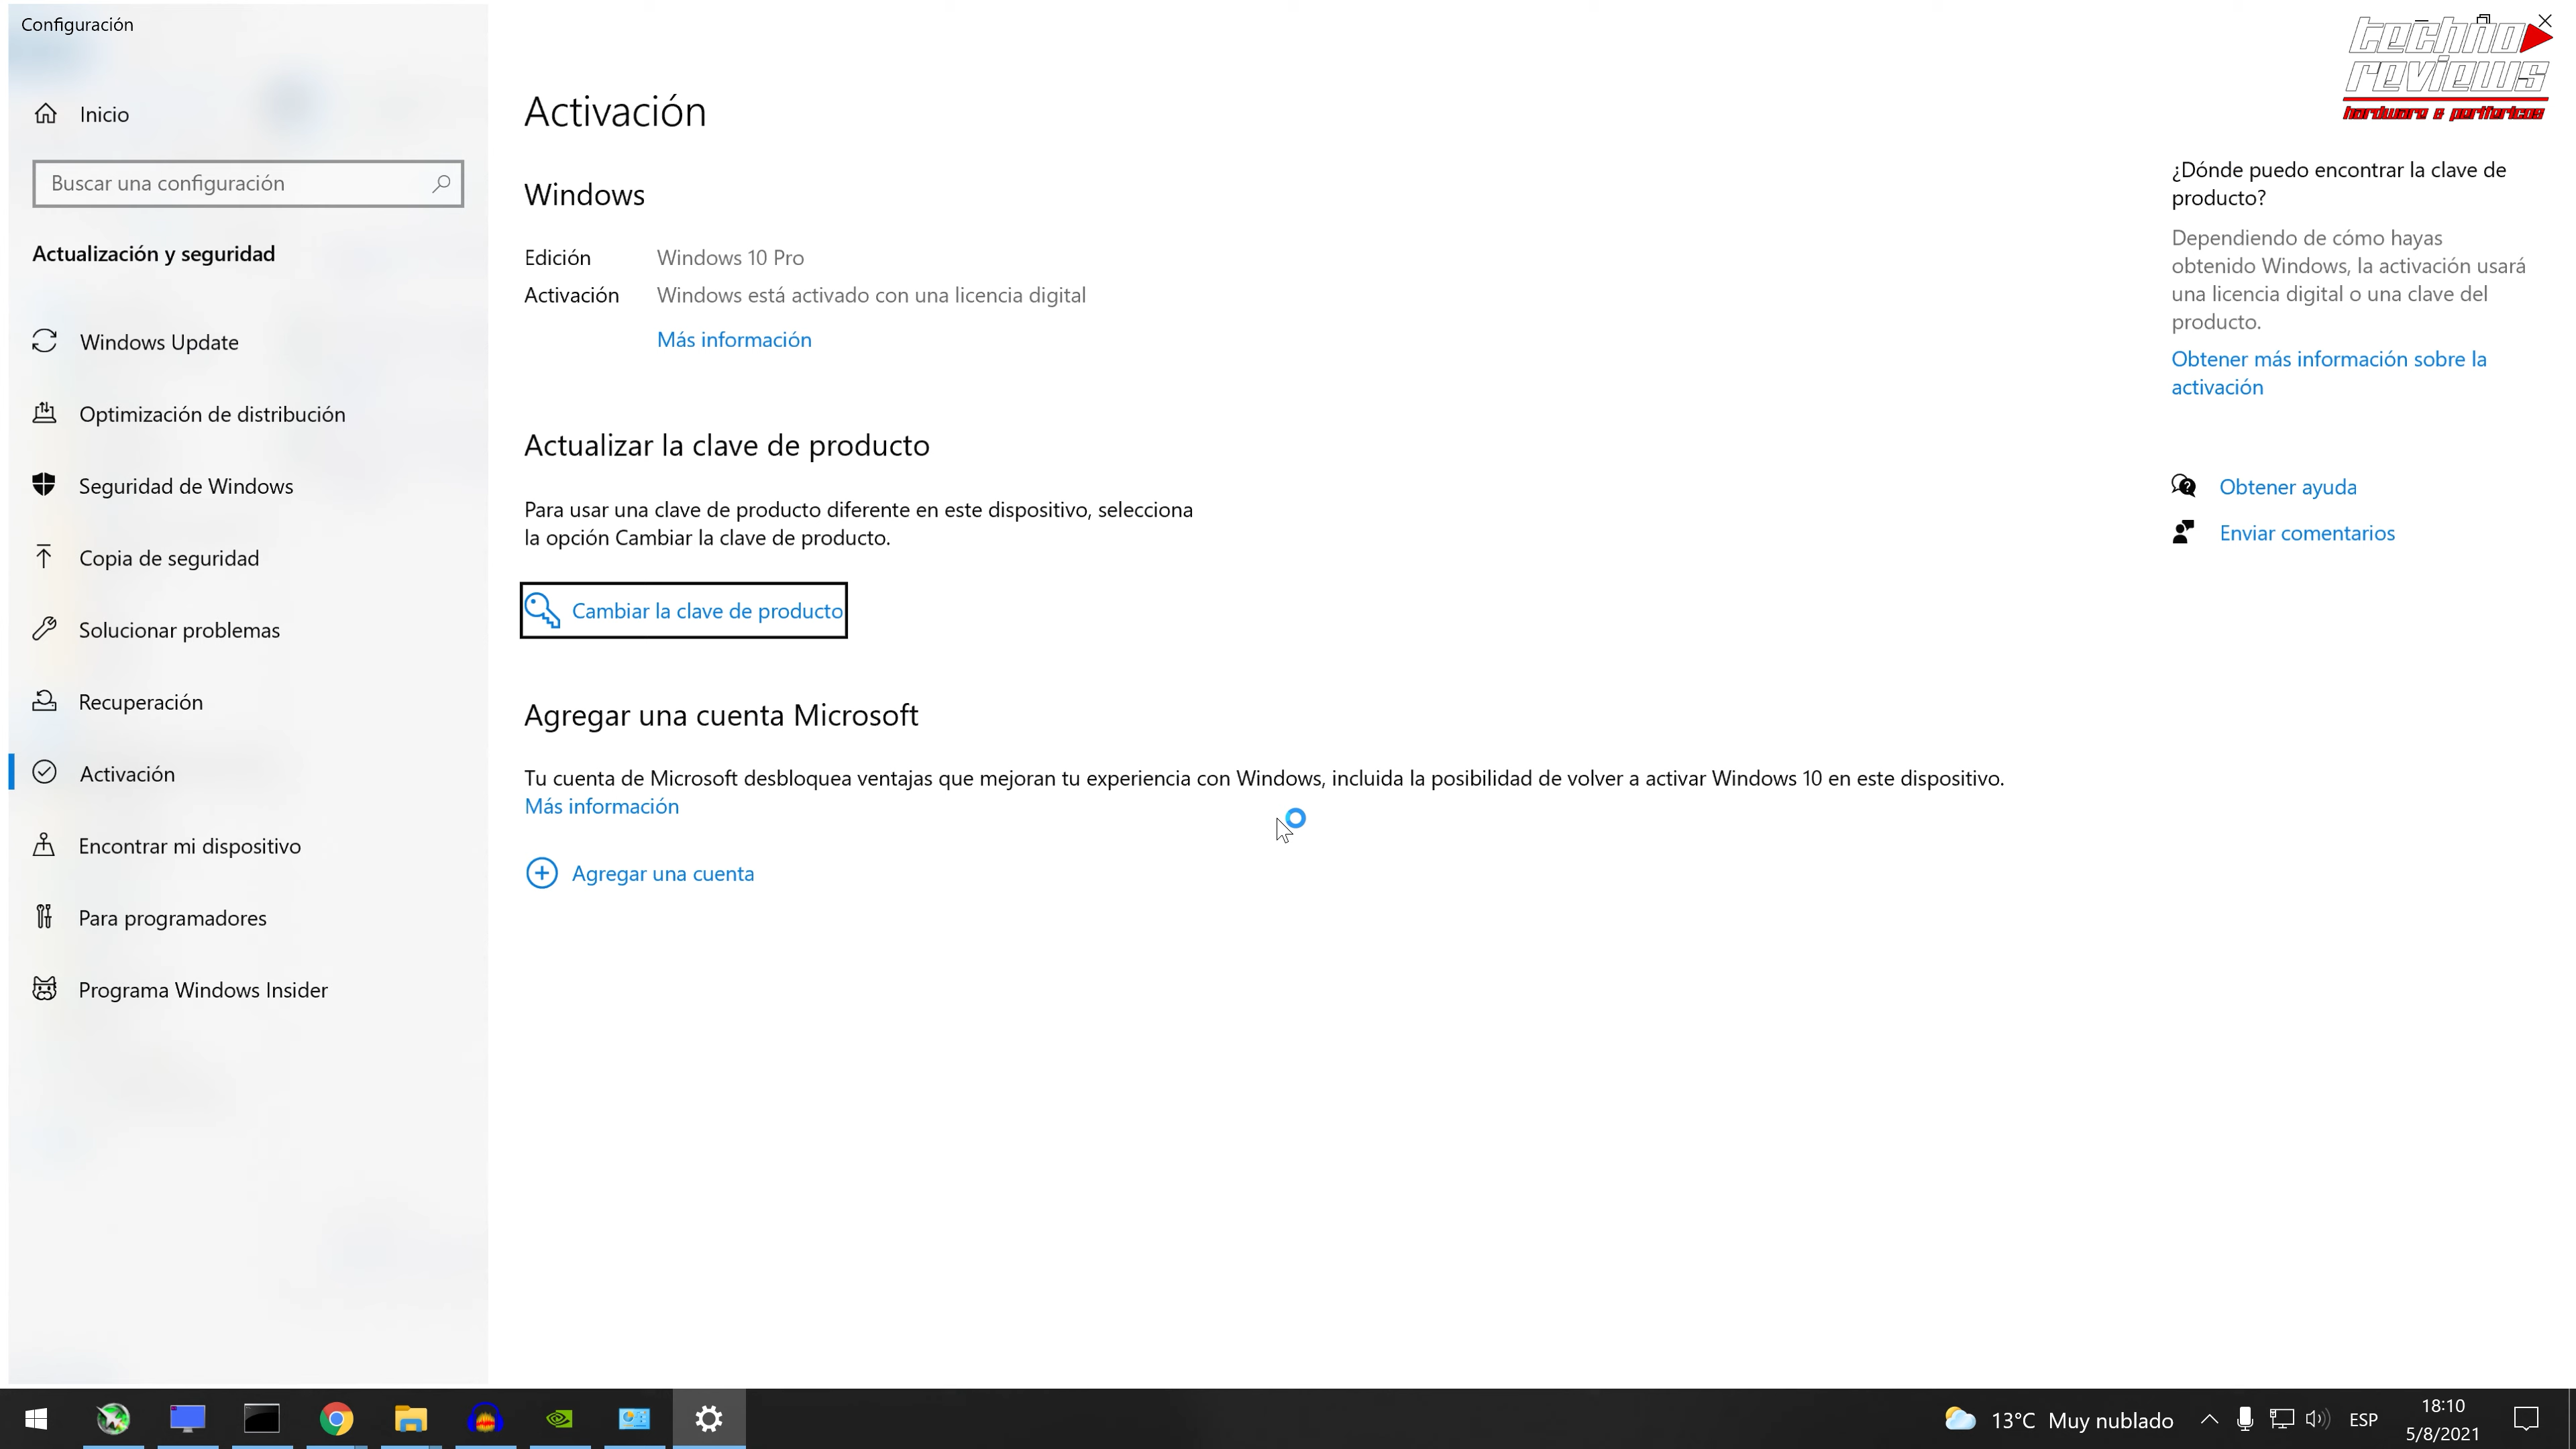 Configuración
techno
reviews
hardware & perifericos
Inicio
Buscar una configuración
Actualización y seguridad
Windows Update
Optimización de distribución
Seguridad de Windows
Copia de seguridad
Solucionar problemas
Recuperación
Activación
Encontrar mi dispositivo
Para programadores
Programa Windows Insider
Activación
Windows
Edición Windows 10 Pro
Activación Windows está activado con una licencia digital
Más información
Actualizar la clave de producto
Para usar una clave de producto diferente en este dispositivo, selecciona
la opción Cambiar la clave de producto.
Cambiar la clave de producto
Agregar una cuenta Microsoft
Tu cuenta de Microsoft desbloquea ventajas que mejoran tu experiencia con Windows, incluida la posibilidad de volver a activar Windows 10 en este dispositivo.
Más información
Agregar una cuenta
¿Dónde puedo encontrar la clave de
producto?
Dependiendo de cómo hayas
obtenido Windows, la activación usará
una licencia digital o una clave del
producto.
Obtener más información sobre la
activación
Obtener ayuda
Enviar comentarios
13°C Muy nublado
ESP
18:10
5/8/2021